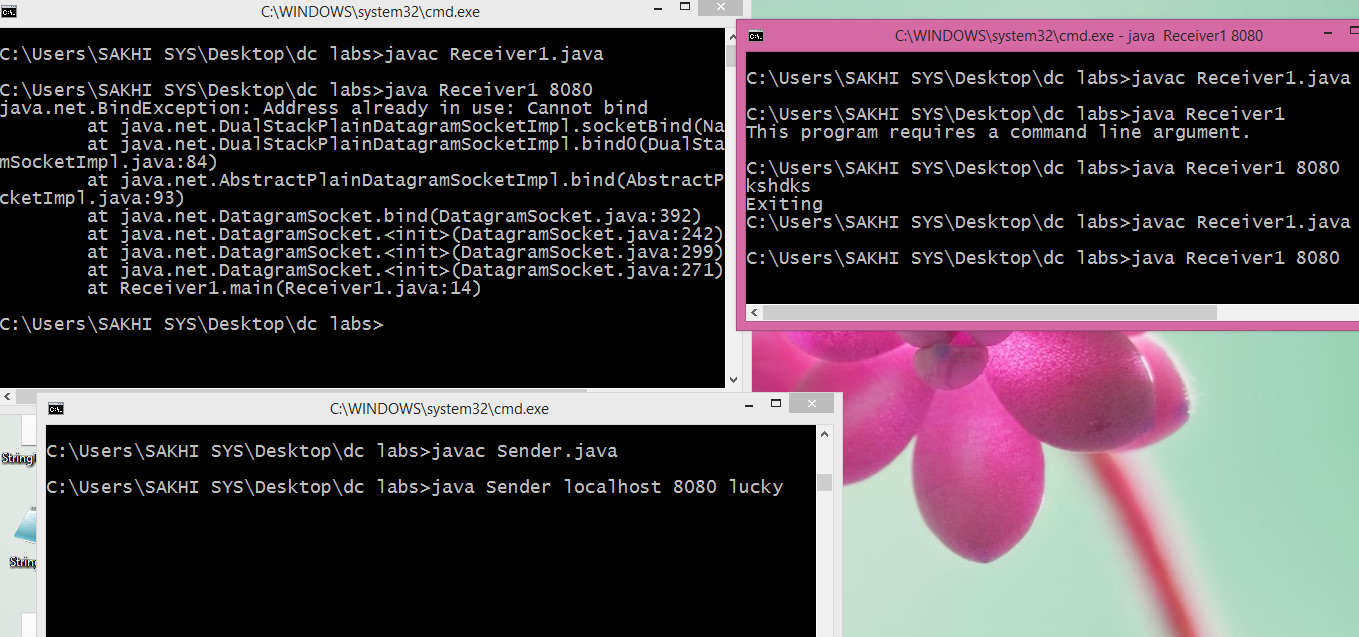 C:\WINDOWS\system32\cmd.exe
C:\Users\SAKHI SYS\Desktop\dc labs>javac Receiver1.java
C:\Users\SAKHI SYS\Desktop\dc labs>java Receiver1 8080
java.net.BindException: Address already in use: Cannot bind
at java.net.DualStackPlainDatagramSocketImpl.socketBind(Na
at java.net.DualStackPlainDatagramSocketImpl.bind0(DualSta
mSocketImpl.java:84)
at java.net.AbstractPlainDatagramSocketImpl.bind(AbstractP
cketImpl.java:93)
at java.net.DatagramSocket.bind(DatagramSocket.java:392)
at java.net.DatagramSocket.<init>(DatagramSocket.java:242)
at java.net.DatagramSocket.<init>(DatagramSocket.java:299)
at java.net.DatagramSocket.<init>(DatagramSocket.java:271)
at Receiver1.main(Receiver1.java:14)
C:\Users\SAKHI SYS\Desktop\dc labs>
C:\WINDOWS\system32\cmd.exe - java  Receiver1 8080
C:\Users\SAKHI SYS\Desktop\dc labs>javac Receiver1.java
C:\Users\SAKHI SYS\Desktop\dc labs>java Receiver1
This program requires a command line argument.
C:\Users\SAKHI SYS\Desktop\dc labs>java Receiver1 8080
kshdks
Exiting
C:\Users\SAKHI SYS\Desktop\dc labs>javac Receiver1.java
C:\Users\SAKHI SYS\Desktop\dc labs>java Receiver1 8080
C:\WINDOWS\system32\cmd.exe
C:\Users\SAKHI SYS\Desktop\dc labs>javac Sender.java
C:\Users\SAKHI SYS\Desktop\dc labs>java Sender localhost 8080 lucky
String
String